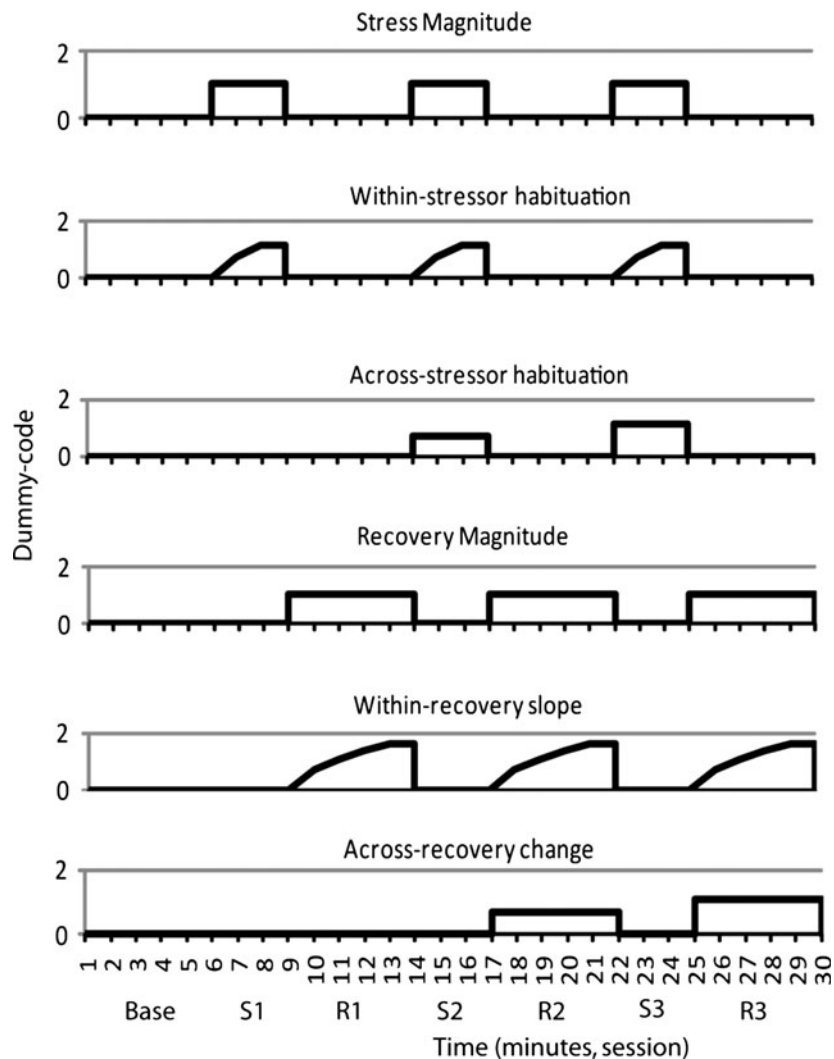 Stress Magnitude
2
0
Within-stressor habituation
2
0
Across-stressor habituation
2
0
Dummy-code
Recovery Magnitude
2
0
Within-recovery slope
2
0
Across-recovery change
2
0
1 2 3 4 5 6 7 8 9 10 11 12 13 14 15 16 17 18 19 20 21 22 23 24 25 26 27 28 29 30
Base S1 R1 S2 R2 S3 R3
Time (minutes, session)